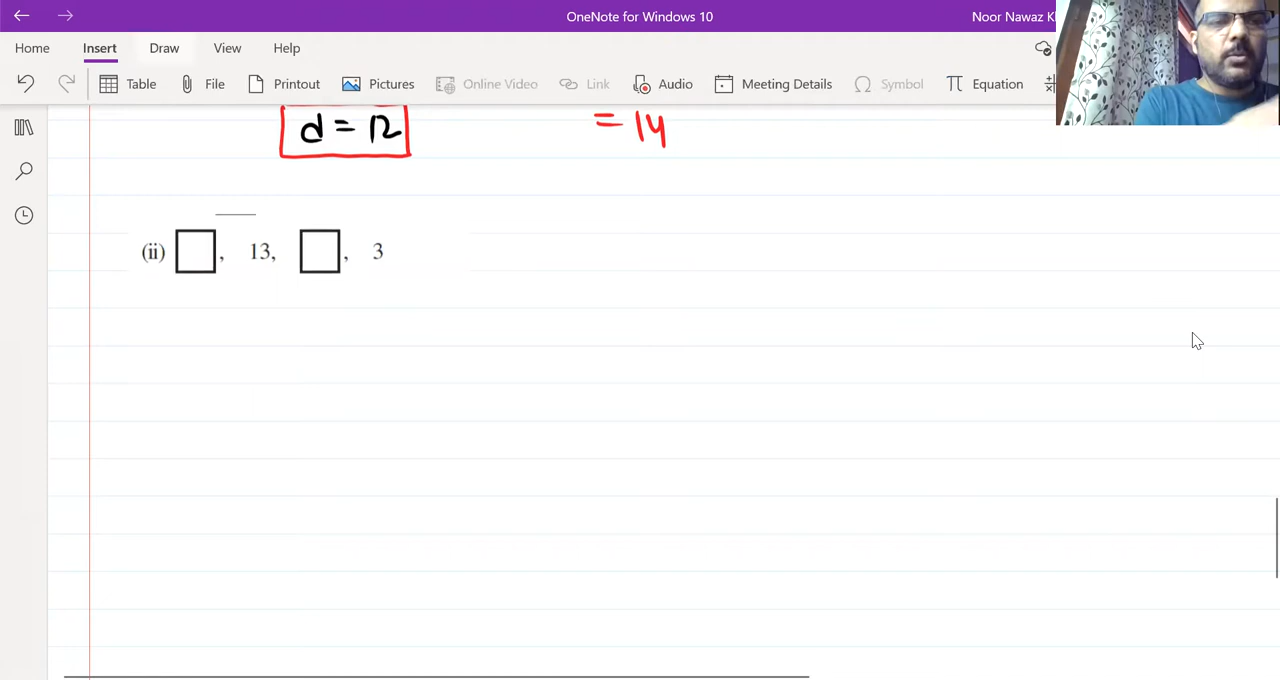 OneNote for Windows 10
Noor Nawaz
Home Insert Draw View Help
Table File Printout Pictures Online Video Link Audio Meeting Details Symbol Equation
d = 12
= 14
(ii) , 13, , 3